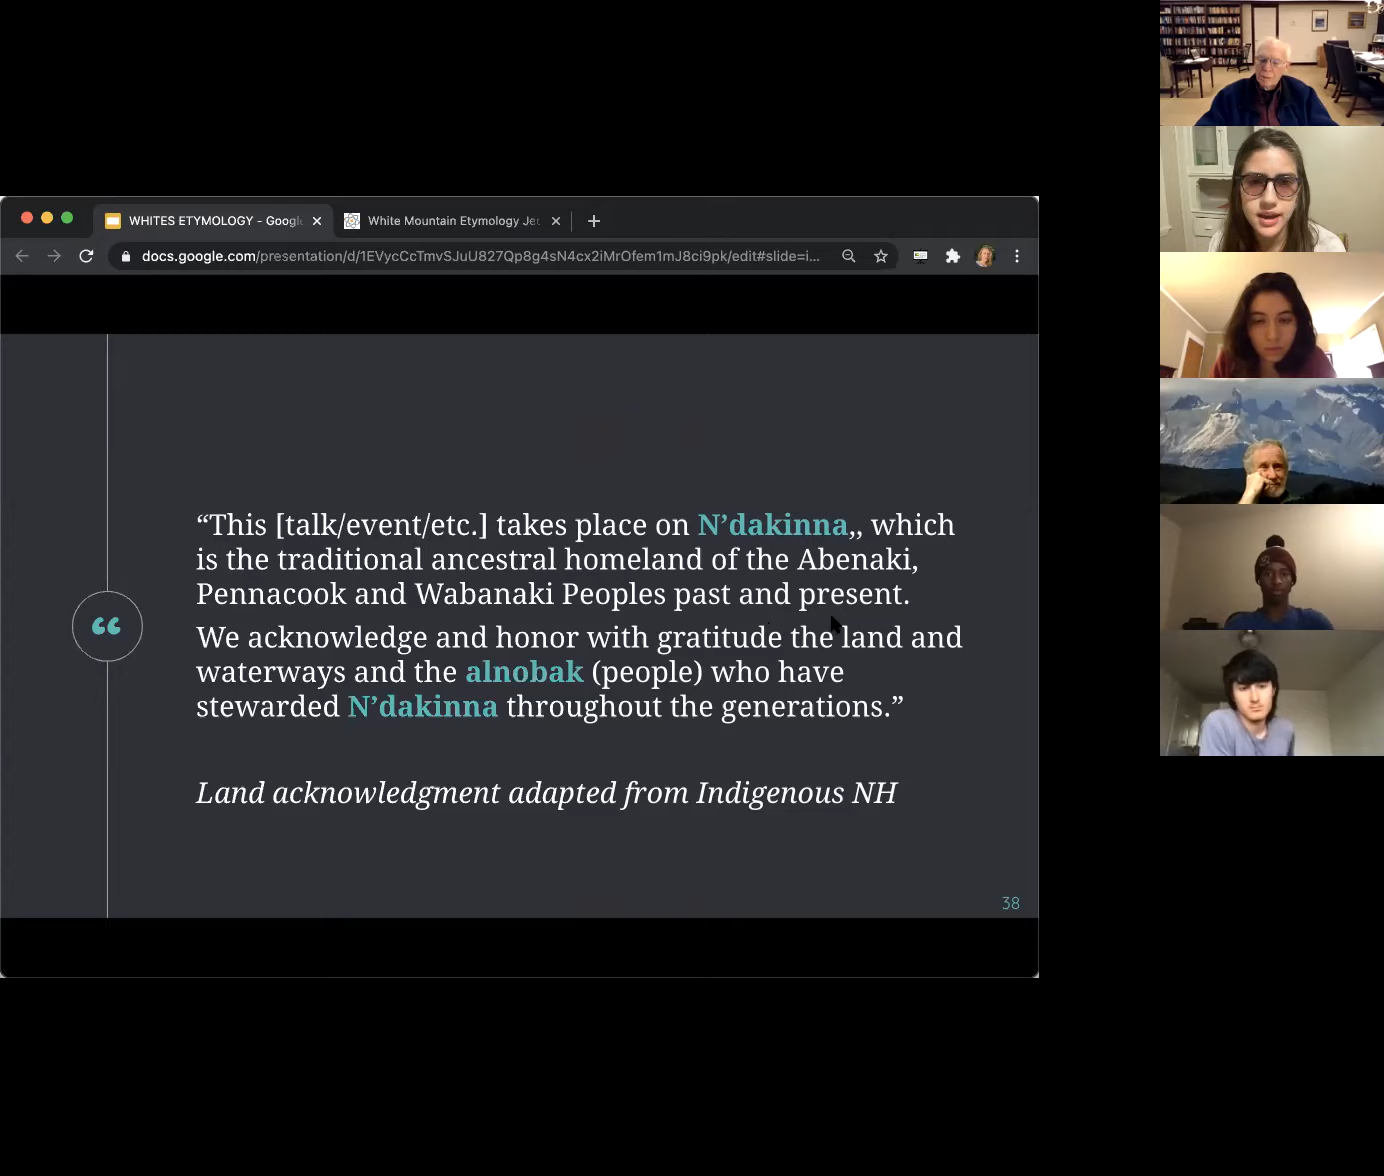 WHITES ETYMOLOGY - Googl
White Mountain Etymology Jeo
docs.google.com/presentation/d/1EVycCcTmvSJuU827Qp8g4sN4cx2iMrOfem1mJ8ci9pk/edit#slide=i...
“This [talk/event/etc.] takes place on N’dakinna,, which
is the traditional ancestral homeland of the Abenaki,
Pennacook and Wabanaki Peoples past and present.
We acknowledge and honor with gratitude the land and
waterways and the alnobak (people) who have
stewarded N’dakinna throughout the generations.”
Land acknowledgment adapted from Indigenous NH
38